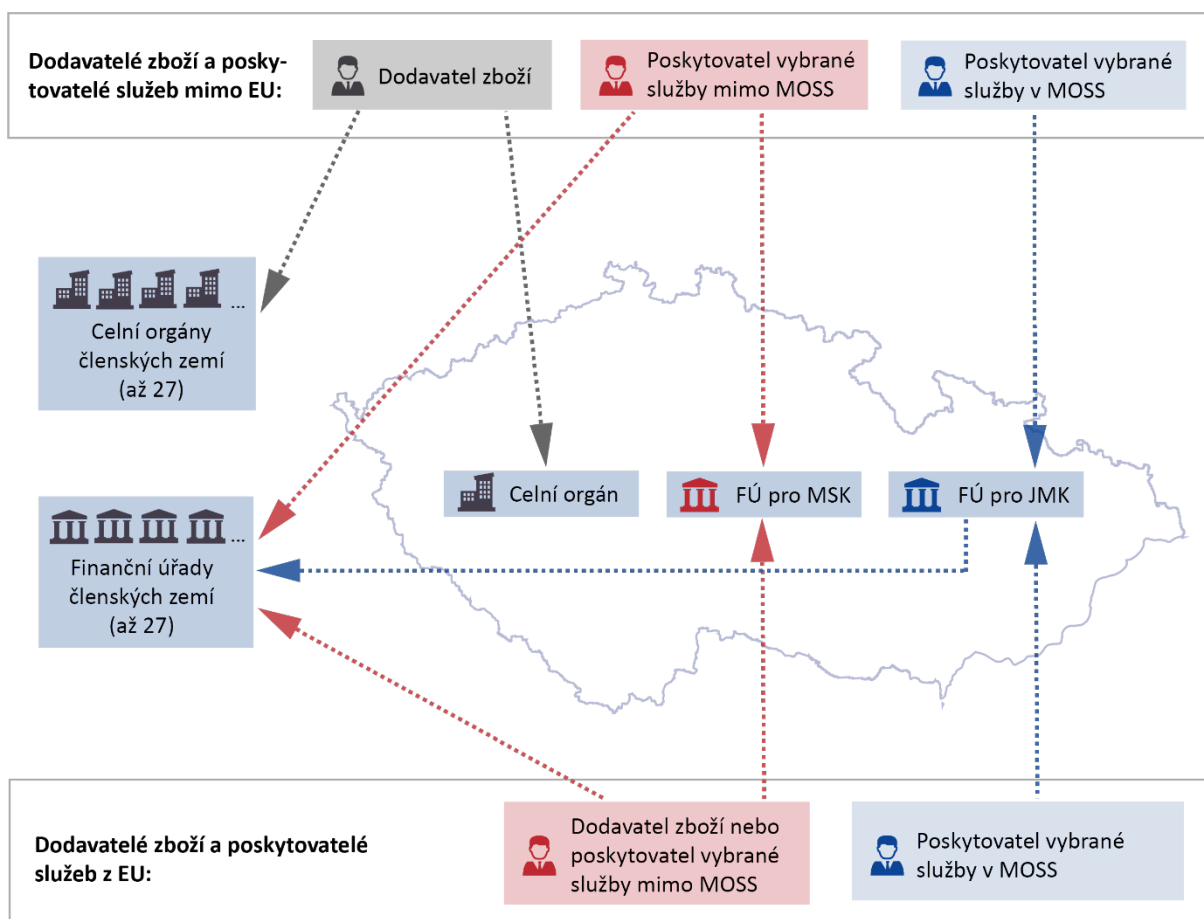 Dodavatelé zboží a posky-
tovatelé služeb mimo EU:
Dodavatel zboží
Poskytovatel vybrané
služby mimo MOSS
Poskytovatel vybrané
služby v MOSS
...
Celní orgány
členských zemí
(až 27)
Celní orgán
FÚ pro MSK
FÚ pro JMK
...
Finanční úřady
členských zemí
(až 27)
Dodavatelé zboží a poskytovatelé
služeb z EU:
Dodavatel zboží nebo
poskytovatel vybrané
služby mimo MOSS
Poskytovatel vybrané
služby v MOSS